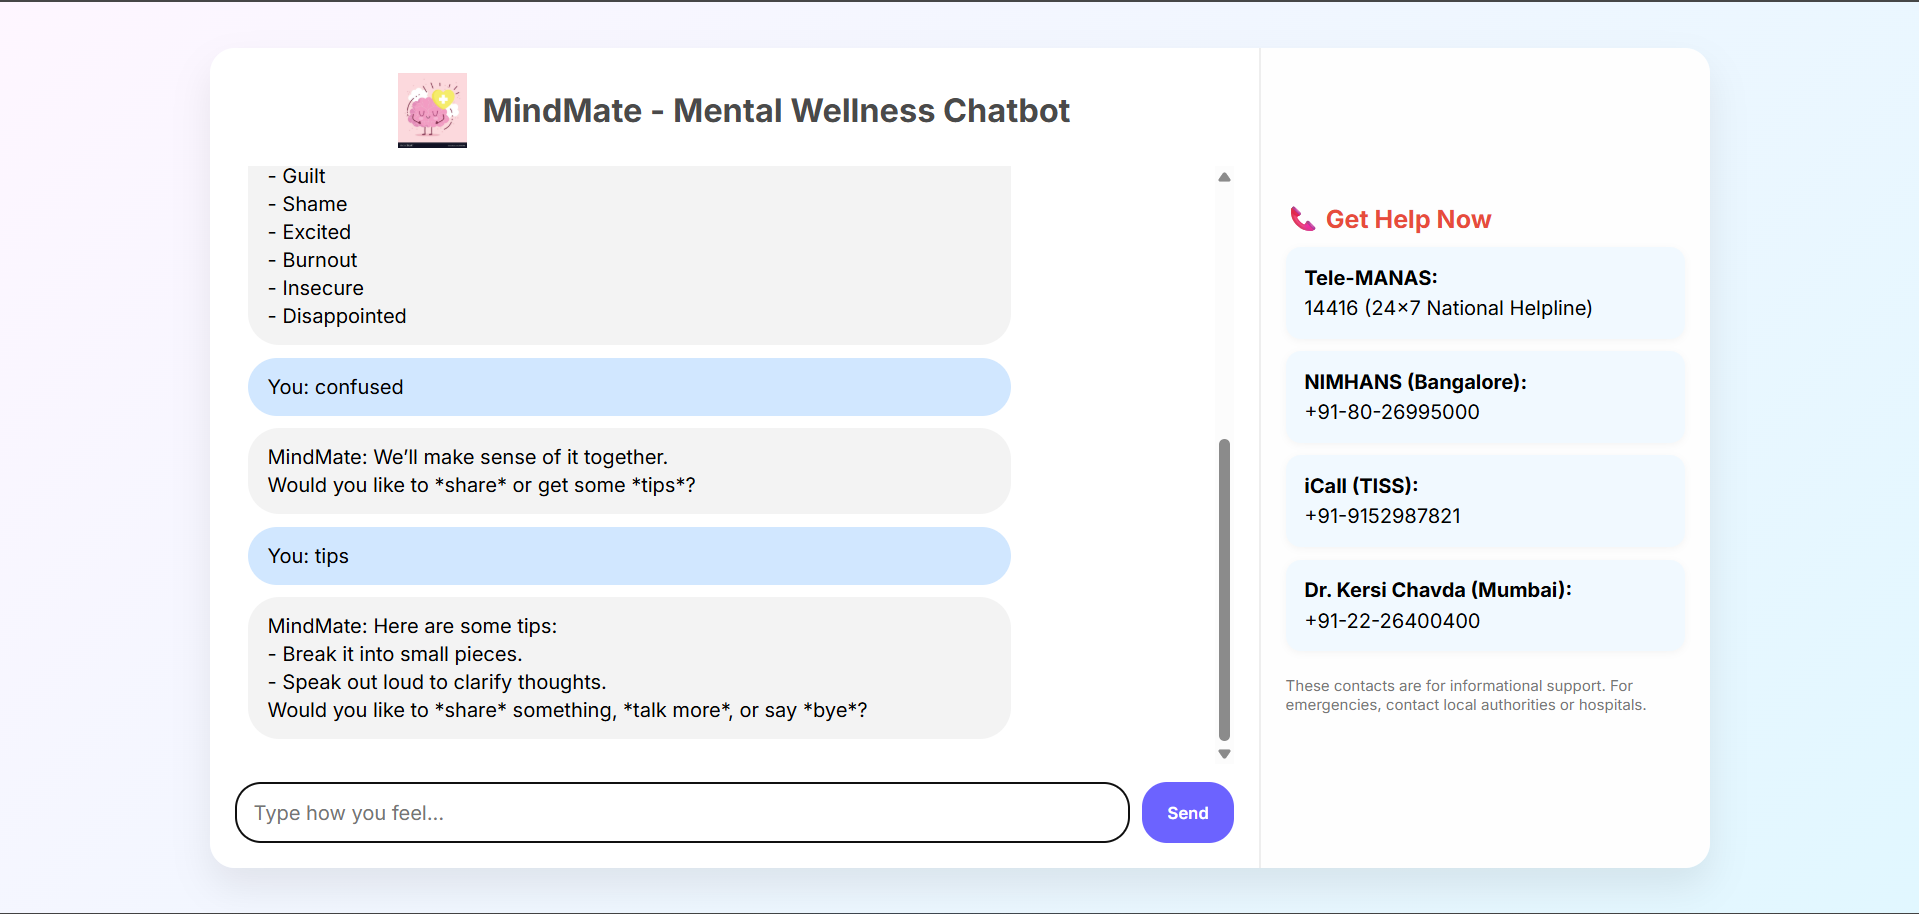 MindMate - Mental Wellness Chatbot
- Guilt
- Shame
- Excited
- Burnout
- Insecure
- Disappointed
You: confused
MindMate: We’ll make sense of it together.
Would you like to *share* or get some *tips*?
You: tips
MindMate: Here are some tips:
- Break it into small pieces.
- Speak out loud to clarify thoughts.
Would you like to *share* something, *talk more*, or say *bye*?
Type how you feel...
Send
📞 Get Help Now
Tele-MANAS:
14416 (24×7 National Helpline)
NIMHANS (Bangalore):
+91-80-26995000
iCall (TISS):
+91-9152987821
Dr. Kersi Chavda (Mumbai):
+91-22-26400400
These contacts are for informational support. For
emergencies, contact local authorities or hospitals.